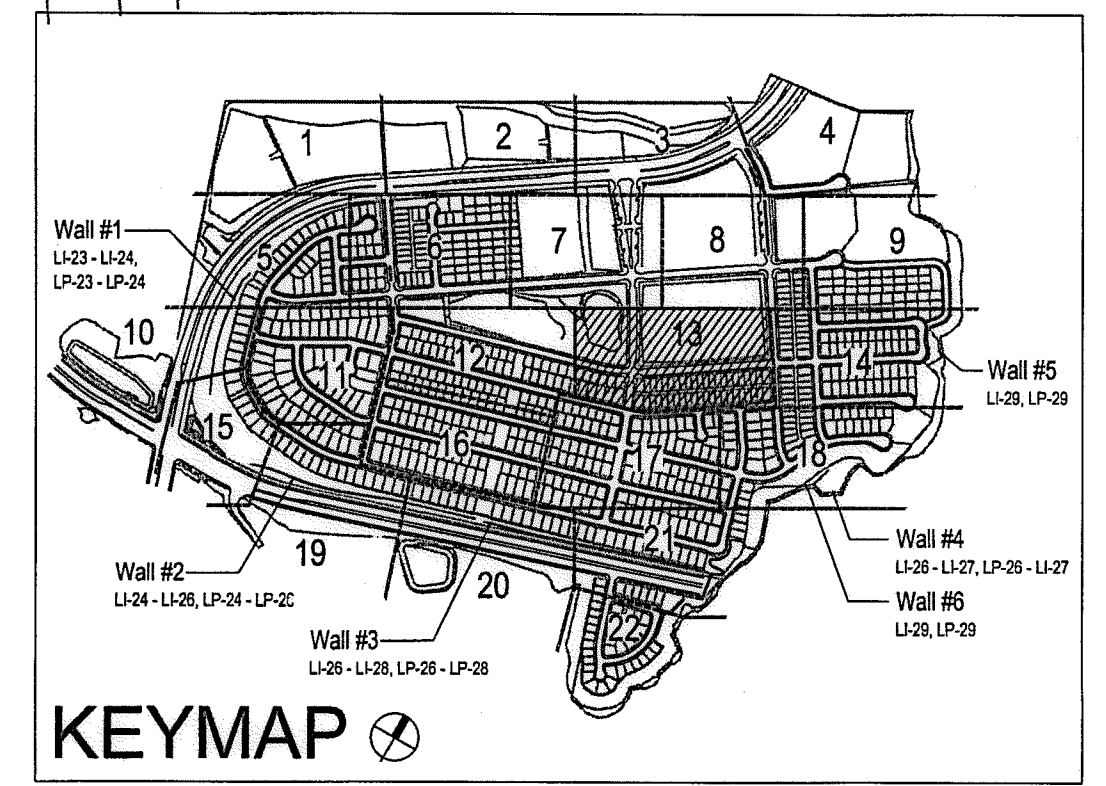 1
2
3
4
Wall #1
LI-23 - LI-24,
LP-23 - LP-24
5
6
7
8
9
10
11
12
13
14
Wall #5
LI-29, LP-29
15
16
17
18
19
20
21
22
Wall #4
LI-26 - LI-27, LP-26 - LI-27
Wall #2
LI-24 - LI-26, LP-24 - LP-26
Wall #6
LI-29, LP-29
Wall #3
LI-26 - LI-28, LP-26 - LP-28
KEYMAP